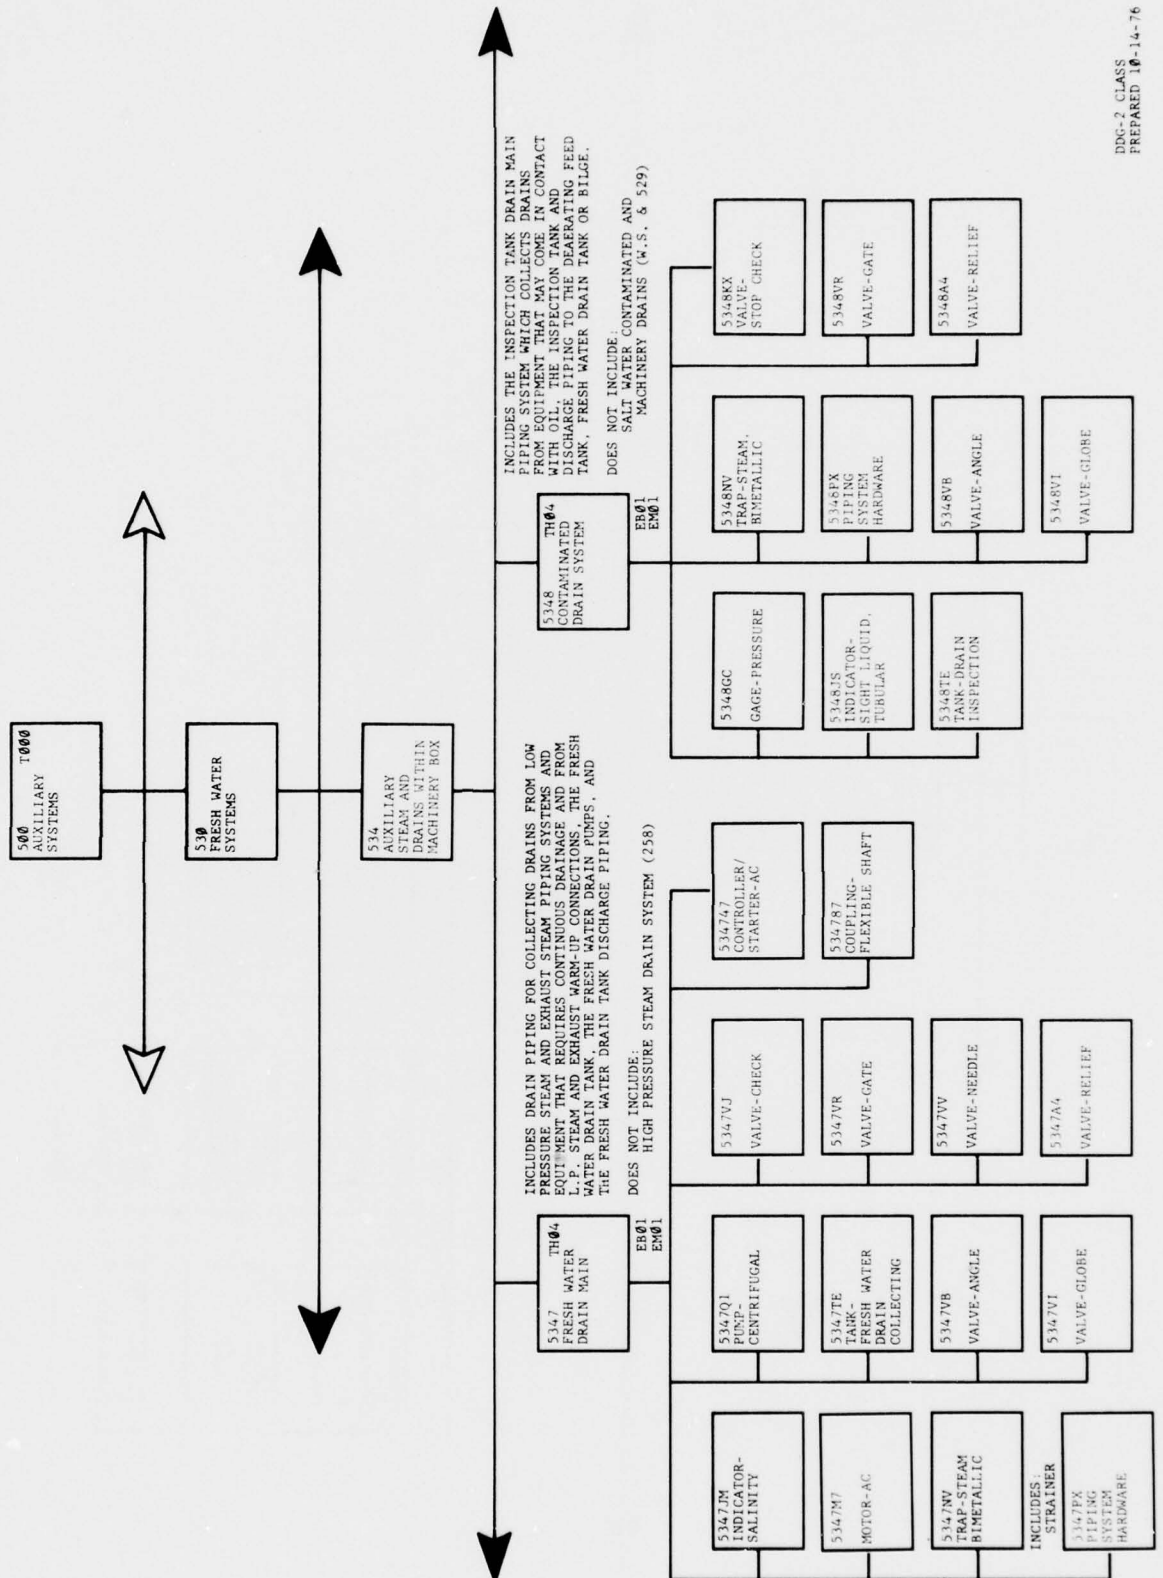 500 T000
AUXILIARY
SYSTEMS
530
FRESH WATER
SYSTEMS
534
AUXILIARY
STEAM AND
DRAINS WITHIN
MACHINERY BOX
5347 TH04
FRESH WATER
DRAIN MAIN
EB01
EM01
INCLUDES DRAIN PIPING FOR COLLECTING DRAINS FROM LOW
PRESSURE STEAM AND EXHAUST STEAM PIPING SYSTEMS AND
EQUIPMENT THAT REQUIRES CONTINUOUS DRAINAGE AND FROM
L.P. STEAM AND EXHAUST WARM-UP CONNECTIONS, THE FRESH
WATER DRAIN TANK, THE FRESH WATER DRAIN PUMPS, AND
THE FRESH WATER DRAIN TANK DISCHARGE PIPING.
DOES NOT INCLUDE:
HIGH PRESSURE STEAM DRAIN SYSTEM (258)
5347JM
INDICATOR-
SALINITY
5347M7
MOTOR-AC
5347NV
TRAP-STEAM
BIMETALLIC
INCLUDES:
STRAINER
5347PX
PIPING
SYSTEM
HARDWARE
5347Q1
PUMP-
CENTRIFUGAL
5347TE
TANK-
FRESH WATER
DRAIN
COLLECTING
5347VB
VALVE-ANGLE
5347VI
VALVE-GLOBE
5347VJ
VALVE-CHECK
5347VR
VALVE-GATE
5347VV
VALVE-NEEDLE
5347A4
VALVE-RELIEF
534747
CONTROLLER/
STARTER-AC
534787
COUPLING-
FLEXIBLE SHAFT
5348 TH04
CONTAMINATED
DRAIN SYSTEM
EB01
EM01
INCLUDES THE INSPECTION TANK DRAIN MAIN
PIPING SYSTEM WHICH COLLECTS DRAINS
FROM EQUIPMENT THAT MAY COME IN CONTACT
WITH OIL, THE INSPECTION TANK AND
DISCHARGE PIPING TO THE DEAERATING FEED
TANK, FRESH WATER DRAIN TANK OR BILGE.
DOES NOT INCLUDE:
SALT WATER CONTAMINATED AND
MACHINERY DRAINS (W.S. & 529)
5348GC
GAGE-PRESSURE
5348JS
INDICATOR-
SIGHT LIQUID,
TUBULAR
5348TE
TANK-DRAIN
INSPECTION
5348NV
TRAP-STEAM,
BIMETALLIC
5348PX
PIPING
SYSTEM
HARDWARE
5348VB
VALVE-ANGLE
5348VI
VALVE-GLOBE
5348KX
VALVE-
STOP CHECK
5348VR
VALVE-GATE
5348A4
VALVE-RELIEF
DDG-2 CLASS
PREPARED 10-14-76